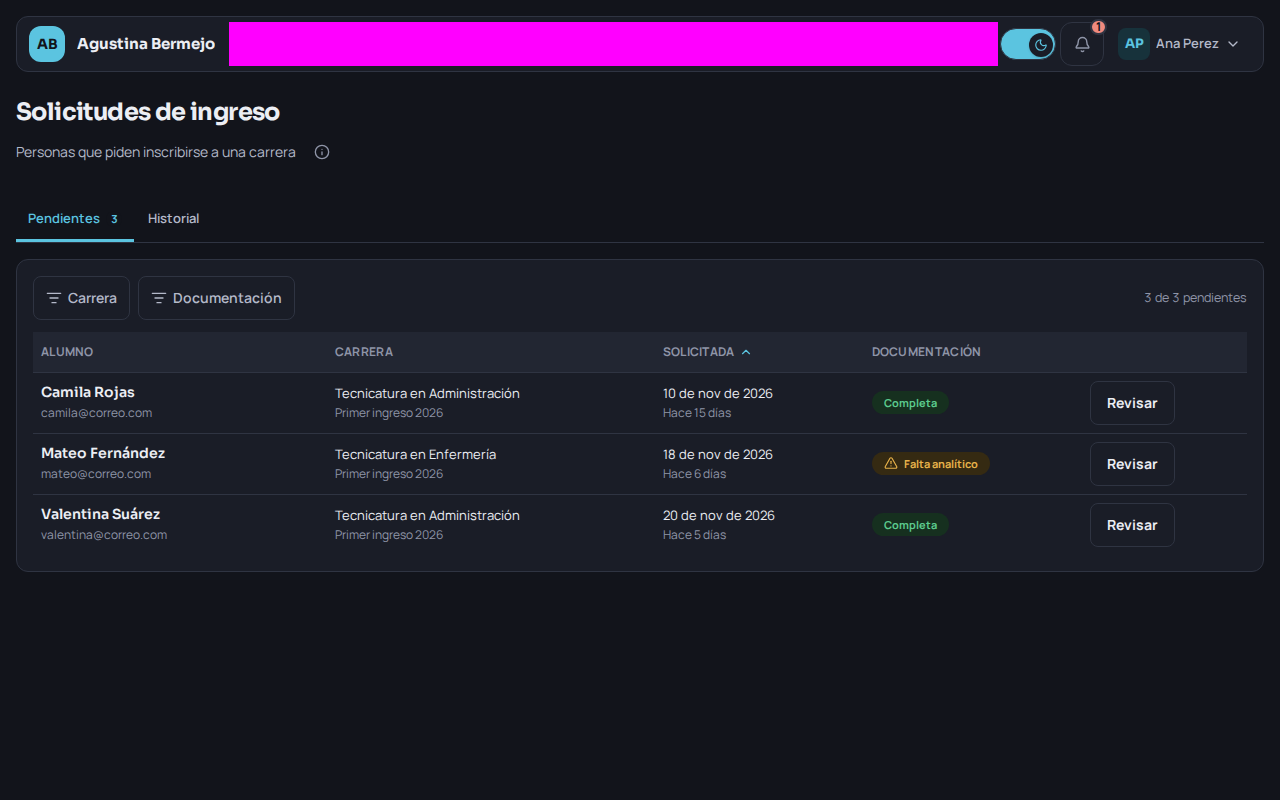 AB Agustina Bermejo 1 AP Ana Perez
Solicitudes de ingreso
Personas que piden inscribirse a una carrera
Pendientes 3 Historial
Carrera Documentación 3 de 3 pendientes
ALUMNO CARRERA SOLICITADA DOCUMENTACIÓN
Camila Rojas Tecnicatura en Administración 10 de nov de 2026 Completa Revisar
camila@correo.com Primer ingreso 2026 Hace 15 días
Mateo Fernández Tecnicatura en Enfermería 18 de nov de 2026 Falta analítico Revisar
mateo@correo.com Primer ingreso 2026 Hace 6 días
Valentina Suárez Tecnicatura en Administración 20 de nov de 2026 Completa Revisar
valentina@correo.com Primer ingreso 2026 Hace 5 días